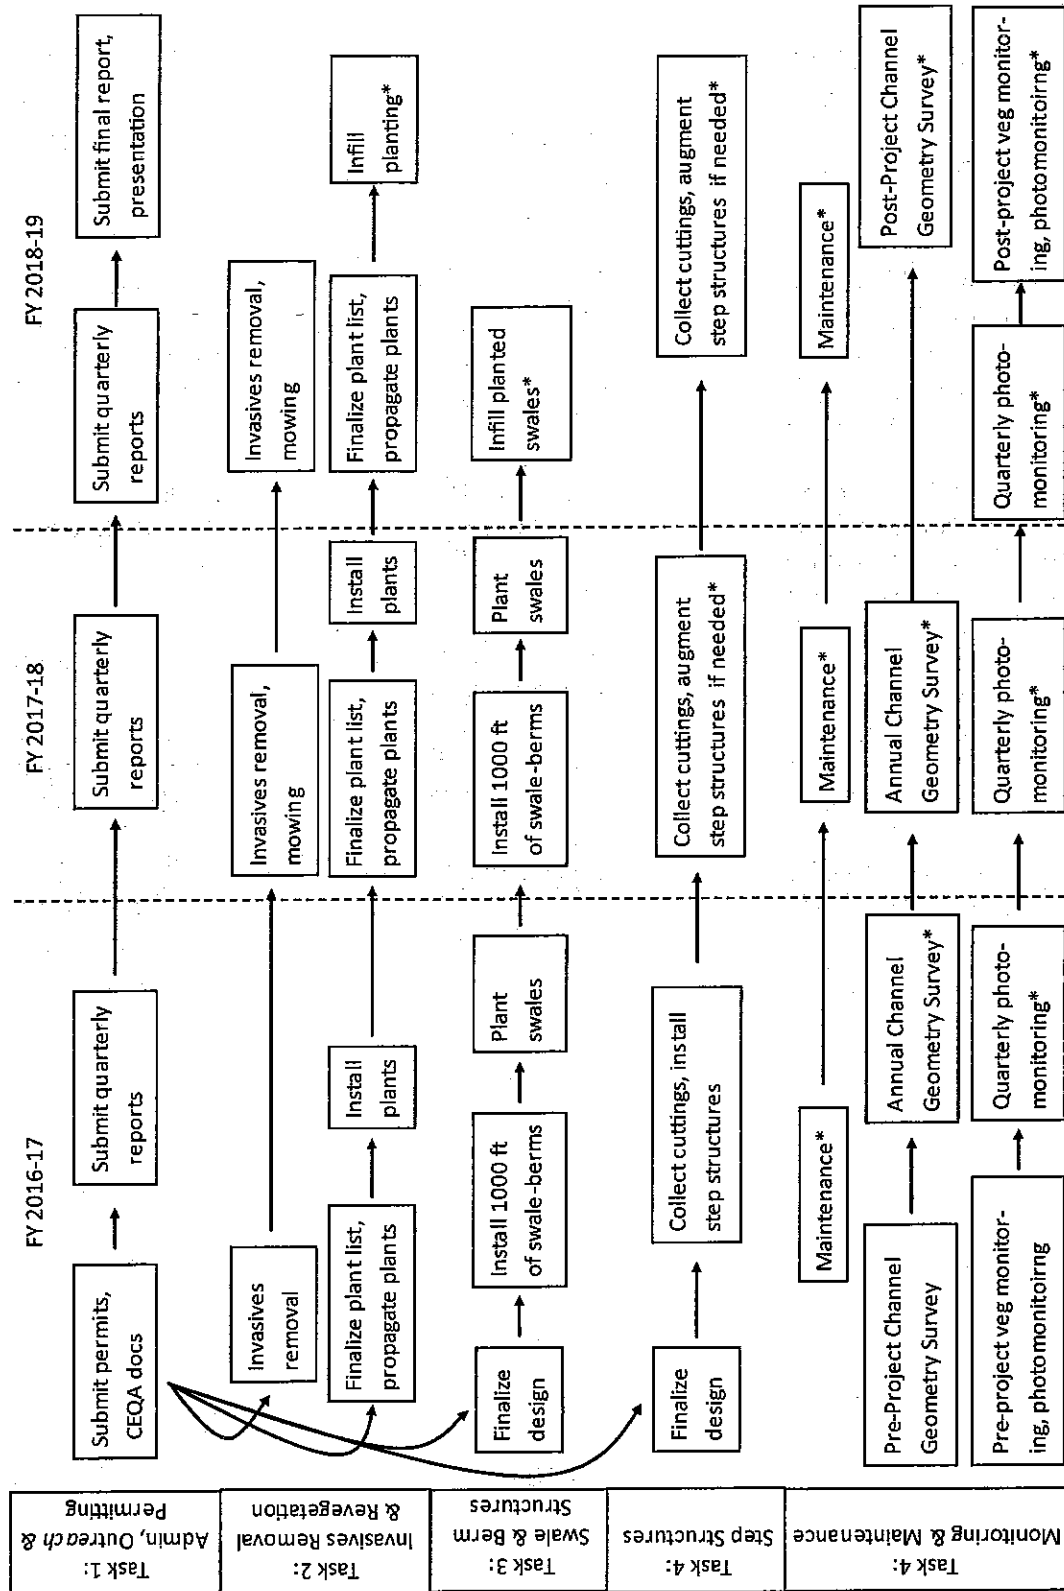 FY 2016-17
FY 2017-18
FY 2018-19
Task 1:
Admin, Outreach &
Permitting
Submit permits,
CEQA docs
Submit quarterly
reports
Submit quarterly
reports
Submit quarterly
reports
Submit final report,
presentation
Task 2:
Invasives Removal
& Revegetation
Invasives
removal
Invasives removal,
mowing
Invasives removal,
mowing
Finalize plant list,
propagate plants
Install
plants
Finalize plant list,
propagate plants
Install
plants
Finalize plant list,
propagate plants
Infill
planting*
Task 3:
Swale & Berm
Structures
Finalize
design
Install 1000 ft
of swale-berms
Plant
swales
Install 1000 ft
of swale-berms
Plant
swales
Infill planted
swales*
Task 4:
Step Structures
Finalize
design
Collect cuttings, install
step structures
Collect cuttings, augment
step structures if needed*
Collect cuttings, augment
step structures if needed*
Task 4:
Monitoring & Maintenance
Maintenance*
Maintenance*
Maintenance*
Pre-Project Channel
Geometry Survey
Annual Channel
Geometry Survey*
Annual Channel
Geometry Survey*
Post-Project Channel
Geometry Survey*
Pre-project veg monitor-
ing, photomonitoirng
Quarterly photo-
monitoring*
Quarterly photo-
monitoring*
Quarterly photo-
monitoring*
Post-project veg monitor-
ing, photomonitoirng*